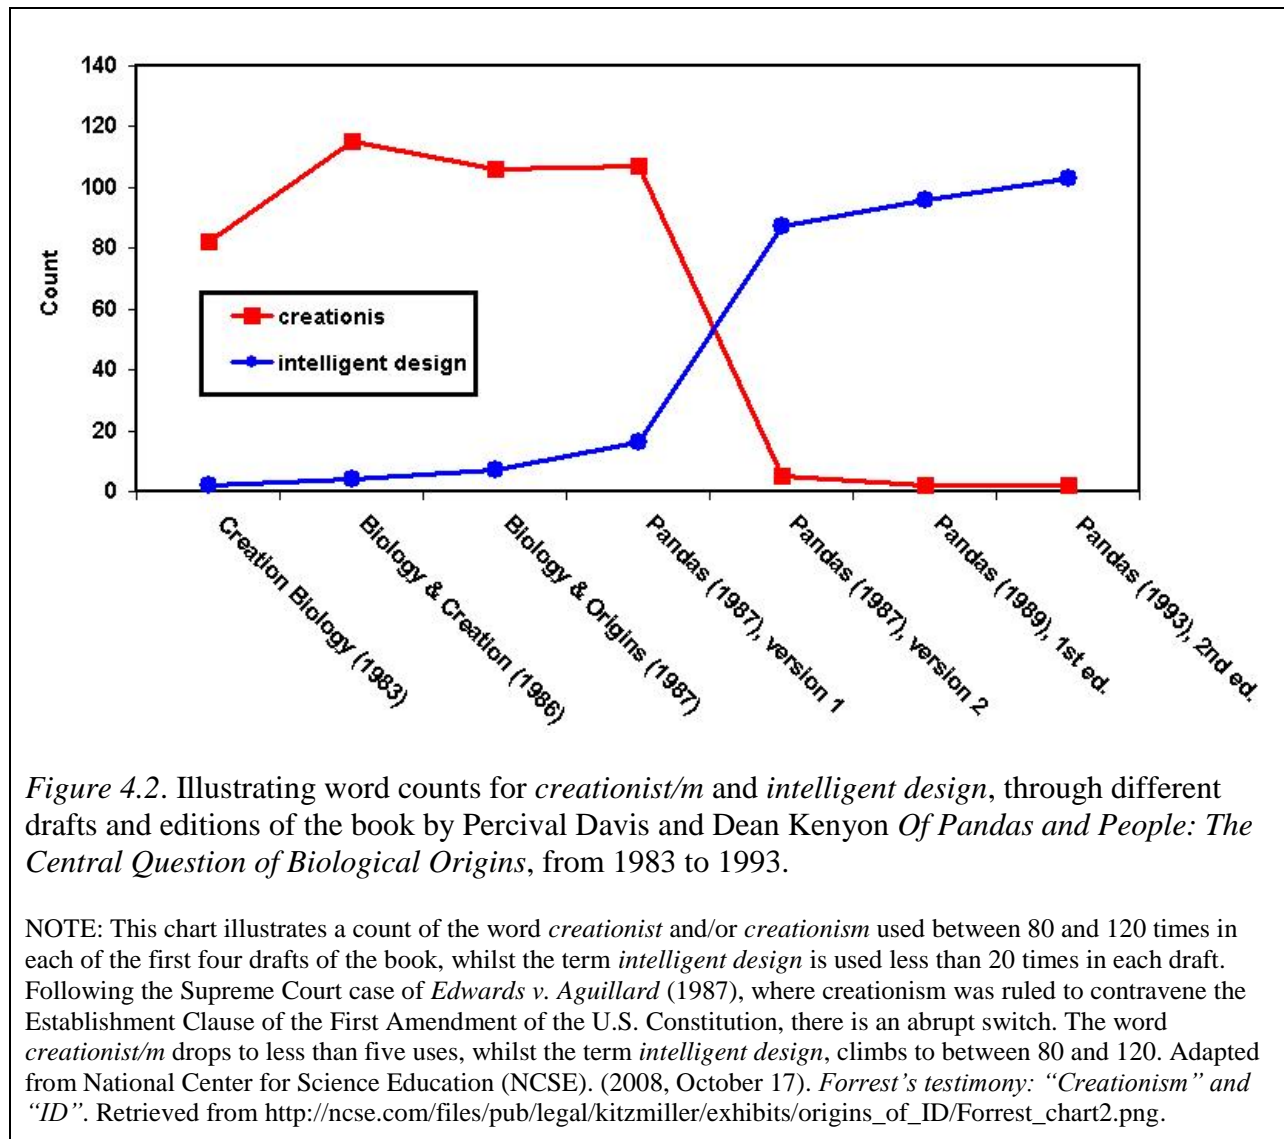 140
120
100
80
60
40
20
0
Count
creationis
intelligent design
Creation Biology (1983)
Biology & Creation (1986)
Biology & Origins (1987)
Pandas (1987), version 1
Pandas (1987), version 2
Pandas (1989), 1st ed.
Pandas (1993), 2nd ed.
Figure 4.2. Illustrating word counts for creationist/m and intelligent design, through different
drafts and editions of the book by Percival Davis and Dean Kenyon Of Pandas and People: The
Central Question of Biological Origins, from 1983 to 1993.
NOTE: This chart illustrates a count of the word creationist and/or creationism used between 80 and 120 times in
each of the first four drafts of the book, whilst the term intelligent design is used less than 20 times in each draft.
Following the Supreme Court case of Edwards v. Aguillard (1987), where creationism was ruled to contravene the
Establishment Clause of the First Amendment of the U.S. Constitution, there is an abrupt switch. The word
creationist/m drops to less than five uses, whilst the term intelligent design, climbs to between 80 and 120. Adapted
from National Center for Science Education (NCSE). (2008, October 17). Forrest’s testimony: “Creationism” and
“ID”. Retrieved from http://ncse.com/files/pub/legal/kitzmiller/exhibits/origins_of_ID/Forrest_chart2.png.